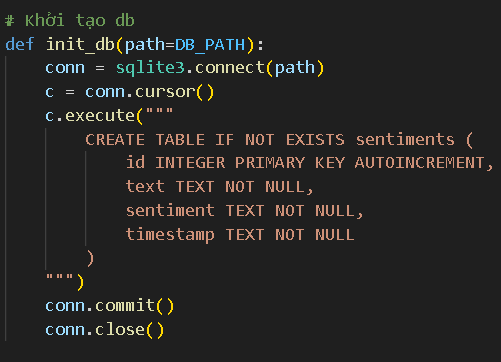 # Khởi tạo db
def init_db(path=DB_PATH):
    conn = sqlite3.connect(path)
    c = conn.cursor()
    c.execute("""
        CREATE TABLE IF NOT EXISTS sentiments (
            id INTEGER PRIMARY KEY AUTOINCREMENT,
            text TEXT NOT NULL,
            sentiment TEXT NOT NULL,
            timestamp TEXT NOT NULL
        )
    """)
    conn.commit()
    conn.close()